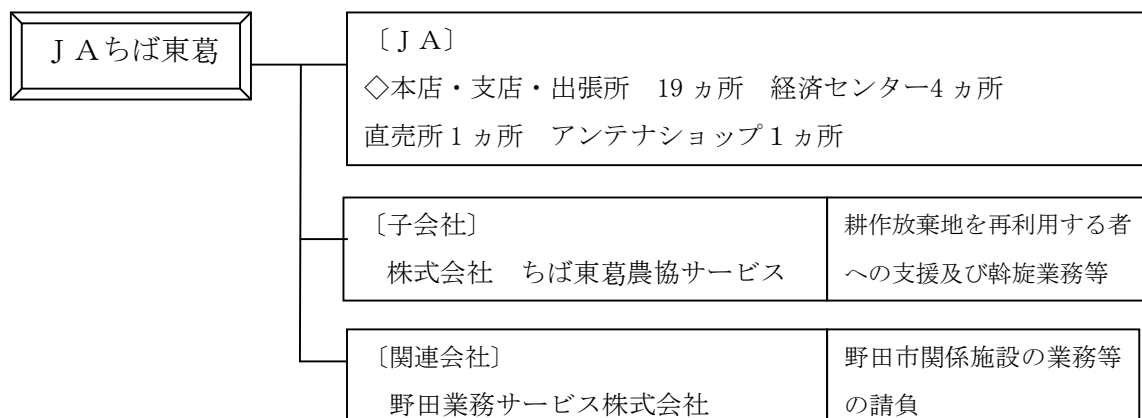 ＪＡちば東葛
〔ＪＡ〕
◇本店・支店・出張所　19 ヵ所　経済センター4 ヵ所
直売所１ヵ所　アンテナショップ１ヵ所
〔子会社〕
株式会社　ちば東葛農協サービス
耕作放棄地を再利用する者
への支援及び斡旋業務等
〔関連会社〕
野田業務サービス株式会社
野田市関係施設の業務等
の請負